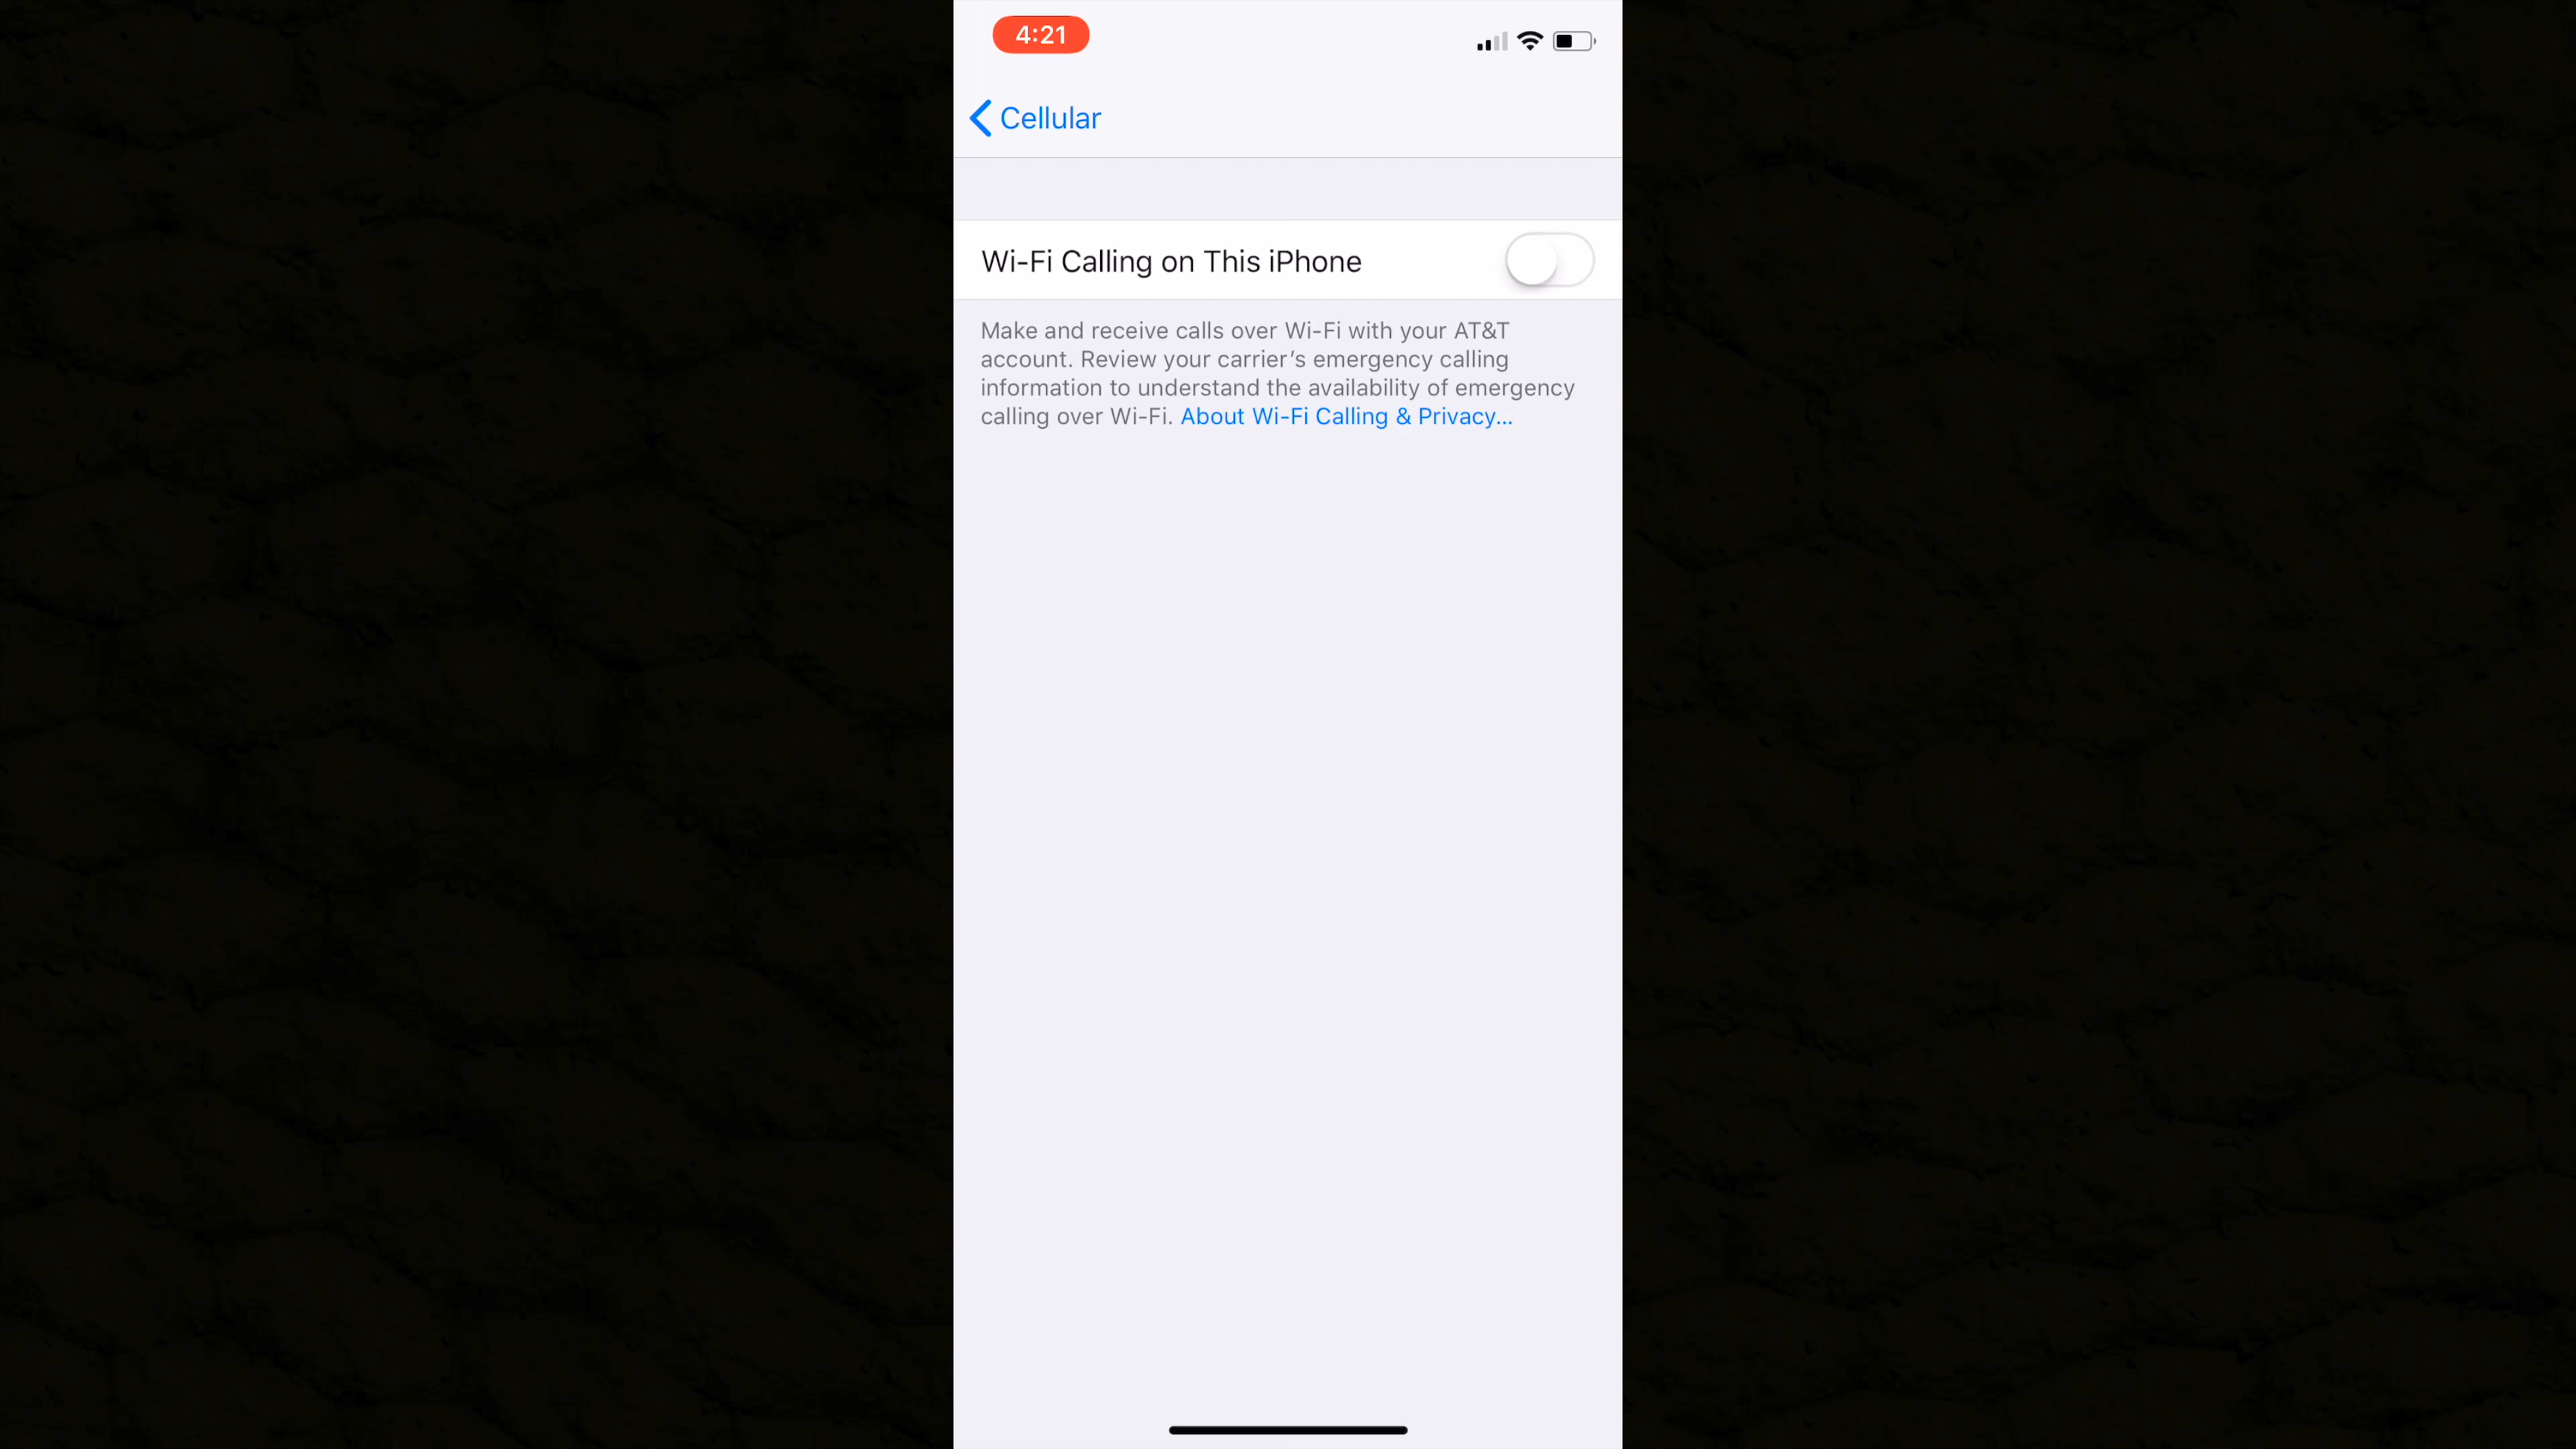 4:21
Cellular
Wi-Fi Calling on This iPhone
Make and receive calls over Wi-Fi with your AT&T
account. Review your carrier's emergency calling
information to understand the availability of emergency
calling over Wi-Fi. About Wi-Fi Calling & Privacy...